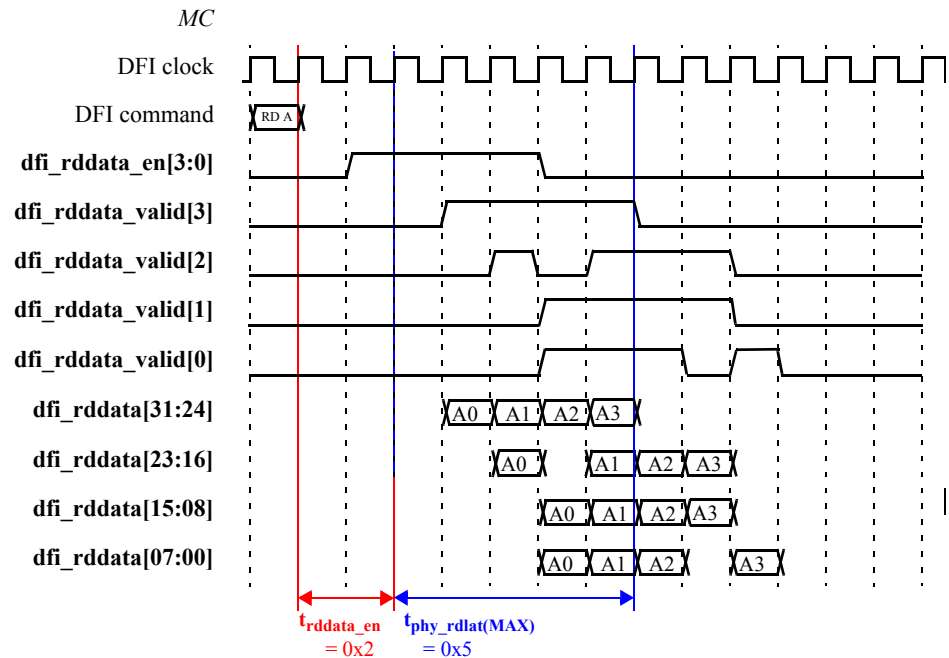 MC
DFI clock
DFI command RD A
dfi_rddata_en[3:0]
dfi_rddata_valid[3]
dfi_rddata_valid[2]
dfi_rddata_valid[1]
dfi_rddata_valid[0]
dfi_rddata[31:24] A0 A1 A2 A3
dfi_rddata[23:16] A0 A1 A2 A3
dfi_rddata[15:08] A0 A1 A2 A3
dfi_rddata[07:00] A0 A1 A2 A3
trddata_en tphy_rdlat(MAX)
= 0x2 = 0x5